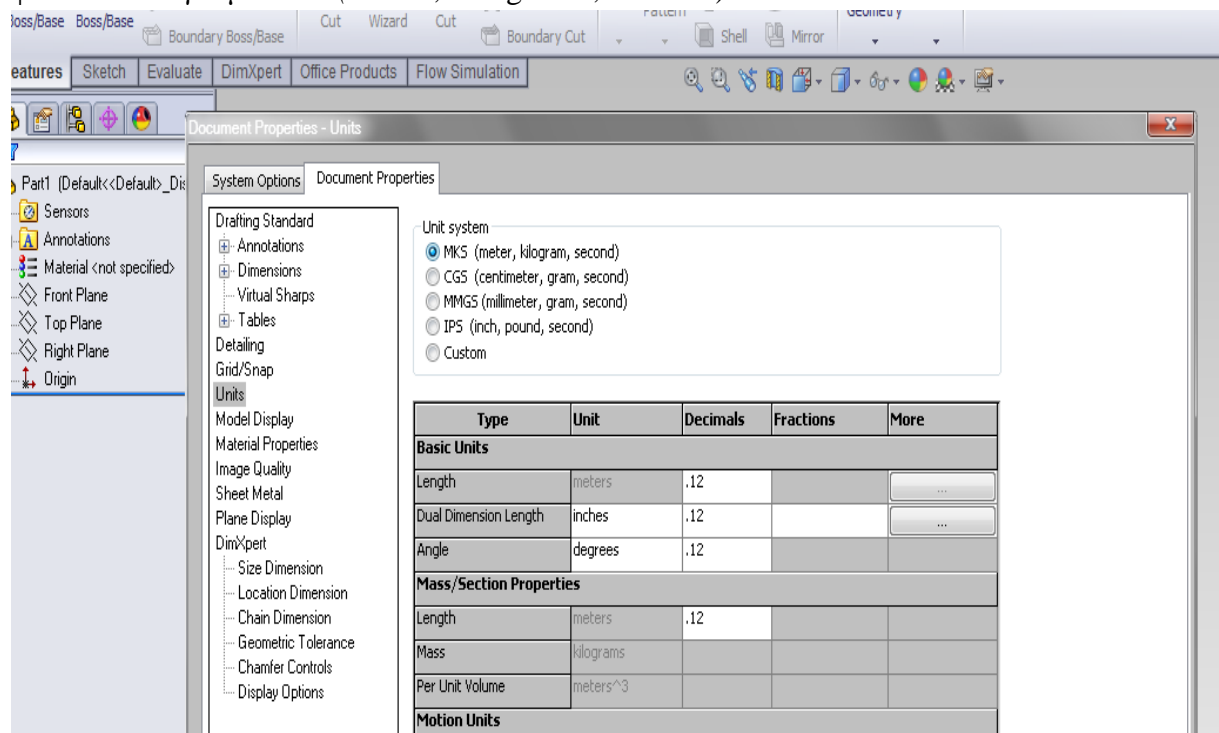 Boss/Base Boss/Base Cut Wizard Cut Pattern Geometry
Boundary Boss/Base Boundary Cut Shell Mirror
eatures Sketch Evaluate DimXpert Office Products Flow Simulation
Document Properties - Units
x
System Options Document Properties
Part1 (Default<<Default>_Dis
Sensors
Annotations
Material <not specified>
Front Plane
Top Plane
Right Plane
Origin
Drafting Standard
Annotations
Dimensions
Virtual Sharps
Tables
Detailing
Grid/Snap
Units
Model Display
Material Properties
Image Quality
Sheet Metal
Plane Display
DimXpert
Size Dimension
Location Dimension
Chain Dimension
Geometric Tolerance
Chamfer Controls
Display Options
Unit system
MKS (meter, kilogram, second)
CGS (centimeter, gram, second)
MMGS (millimeter, gram, second)
IPS (inch, pound, second)
Custom
Type Unit Decimals Fractions More
Basic Units
Length meters .12 ...
Dual Dimension Length inches .12 ...
Angle degrees .12
Mass/Section Properties
Length meters .12
Mass kilograms
Per Unit Volume meters^3
Motion Units